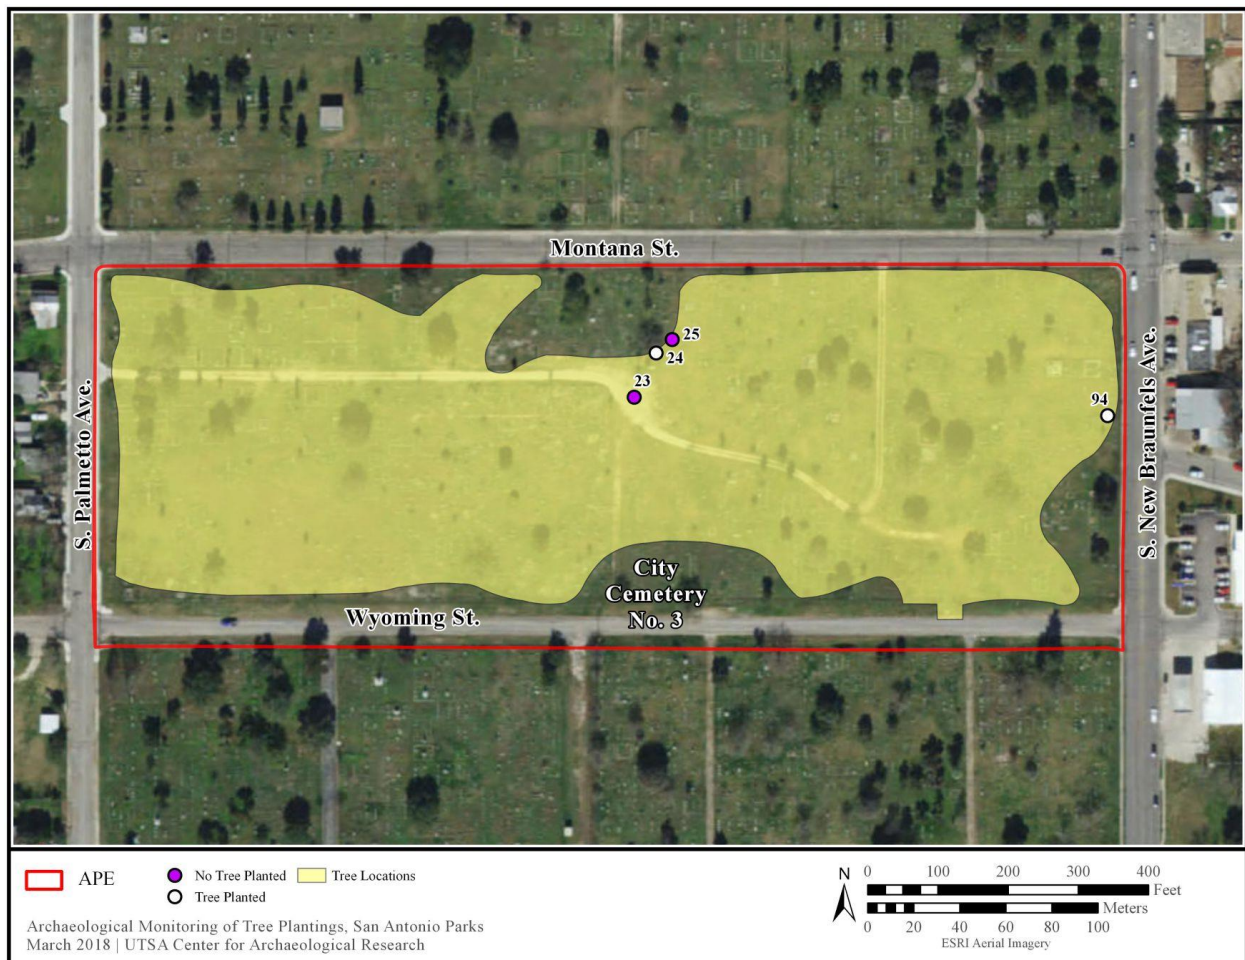 Montana St.
25
24
23
94
S. Palmetto Ave.
S. New Braunfels Ave.
City
Cemetery
No. 3
Wyoming St.
APE
No Tree Planted
Tree Locations
Tree Planted
N
0 100 200 300 400
Feet
Meters
0 20 40 60 80 100
ESRI Aerial Imagery
Archaeological Monitoring of Tree Plantings, San Antonio Parks
March 2018 | UTSA Center for Archaeological Research